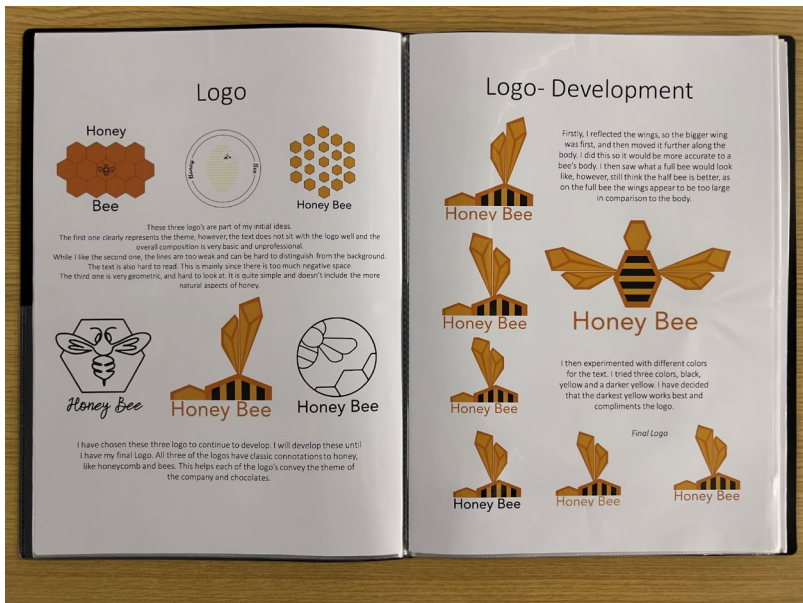 Logo
Honey
Bee
Honey
Bee
Honey Bee
These three logo's are part of my initial ideas.
The first one clearly represents the theme, however, the text does not sit with the logo well and the
overall composition is very basic and unprofessional.
While I like the second one, the lines are too weak and can be hard to distinguish from the background.
The text is also hard to read. This is mainly since there is too much negative space.
The third one is very geometric, and hard to look at. It is quite simple and doesn't include the more
natural aspects of honey.
Honey Bee
Honey Bee
Honey Bee
I have chosen these three logo to continue to develop. I will develop these until
I have my final Logo. All three of the logos have classic connotations to honey,
like honeycomb and bees. This helps each of the logo's convey the theme of
the company and chocolates.
Logo- Development
Honey Bee
Firstly, I reflected the wings, so the bigger wing
was first, and then moved it further along the
body. I did this so it would be more accurate to a
bee's body. I then saw what a full bee would look
like, however, still think the half bee is better, as
on the full bee the wings appear to be too large
in comparison to the body.
Honey Bee
Honey Bee
Honey Bee
I then experimented with different colors
for the text. I tried three colors, black,
yellow and a darker yellow. I have decided
that the darkest yellow works best and
compliments the logo.
Final Logo
Honey Bee
Honey Bee
Honey Bee